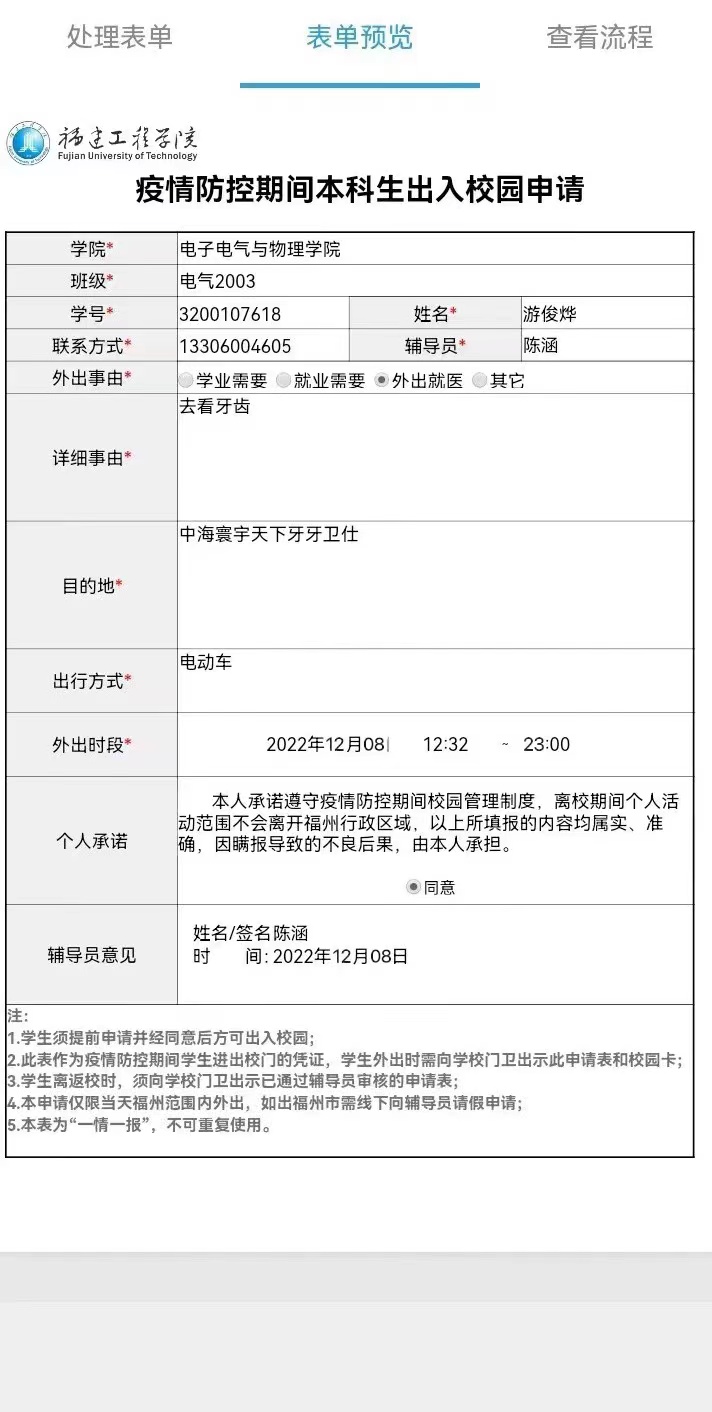 处理表单 表单预览 查看流程
福建工程学院
Fujian University of Technology
疫情防控期间本科生出入校园申请
学院* 电子电气与物理学院
班级* 电气2003
学号* 3200107618 姓名* 游俊烨
联系方式* 13306004605 辅导员* 陈涵
外出事由* 学业需要 就业需要 外出就医 其它
详细事由* 去看牙齿
目的地* 中海寰宇天下牙牙卫仕
出行方式* 电动车
外出时段* 2022年12月08 12:32 ~ 23:00
个人承诺
本人承诺遵守疫情防控期间校园管理制度，离校期间个人活
动范围不会离开福州行政区域，以上所填报的内容均属实、准
确，因瞒报导致的不良后果，由本人承担。
同意
辅导员意见
姓名/签名陈涵
时 间：2022年12月08日
注：
1.学生须提前申请并经同意后方可出入校园；
2.此表作为疫情防控期间学生进出校门的凭证，学生外出时需向学校门卫出示此申请表和校园卡；
3.学生离返校时，须向学校门卫出示已通过辅导员审核的申请表；
4.本申请仅限当天福州范围内外出，如出福州市需线下向辅导员请假申请；
5.本表为“一情一报”，不可重复使用。